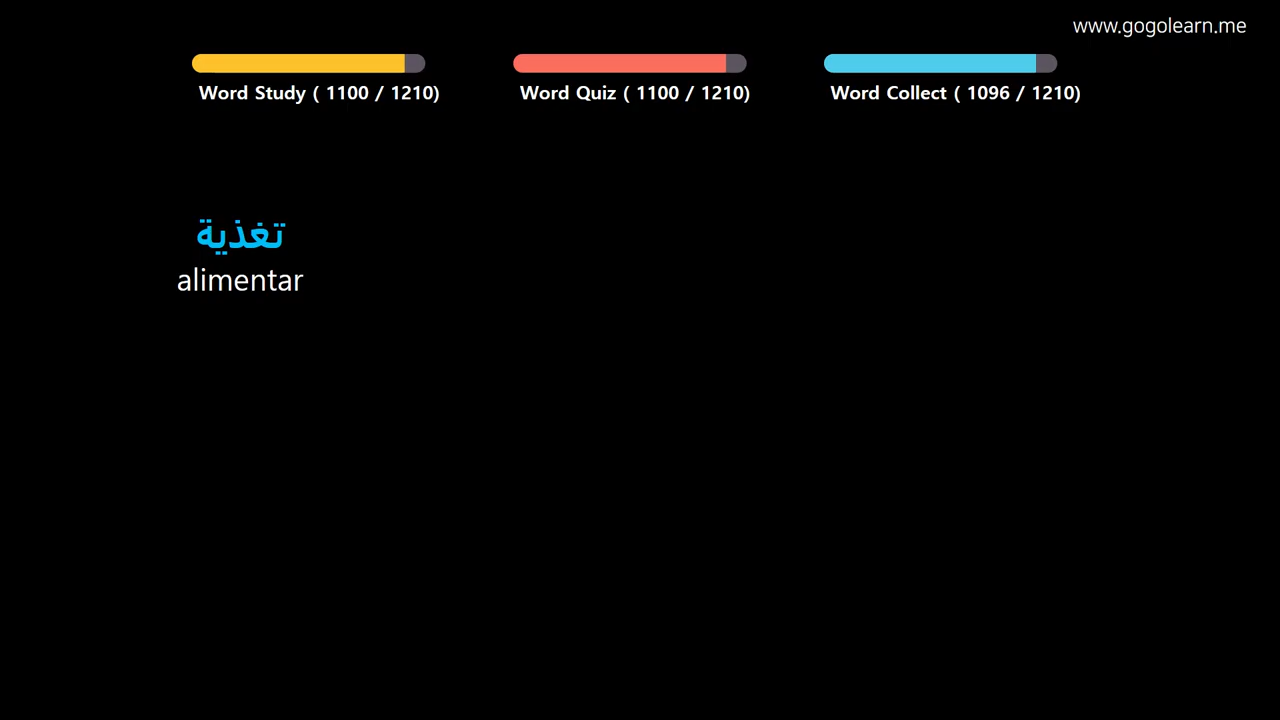 www.gogolearn.me
Word Study ( 1100 / 1210)
Word Quiz ( 1100 / 1210)
Word Collect ( 1096 / 1210)
تغذية
alimentar